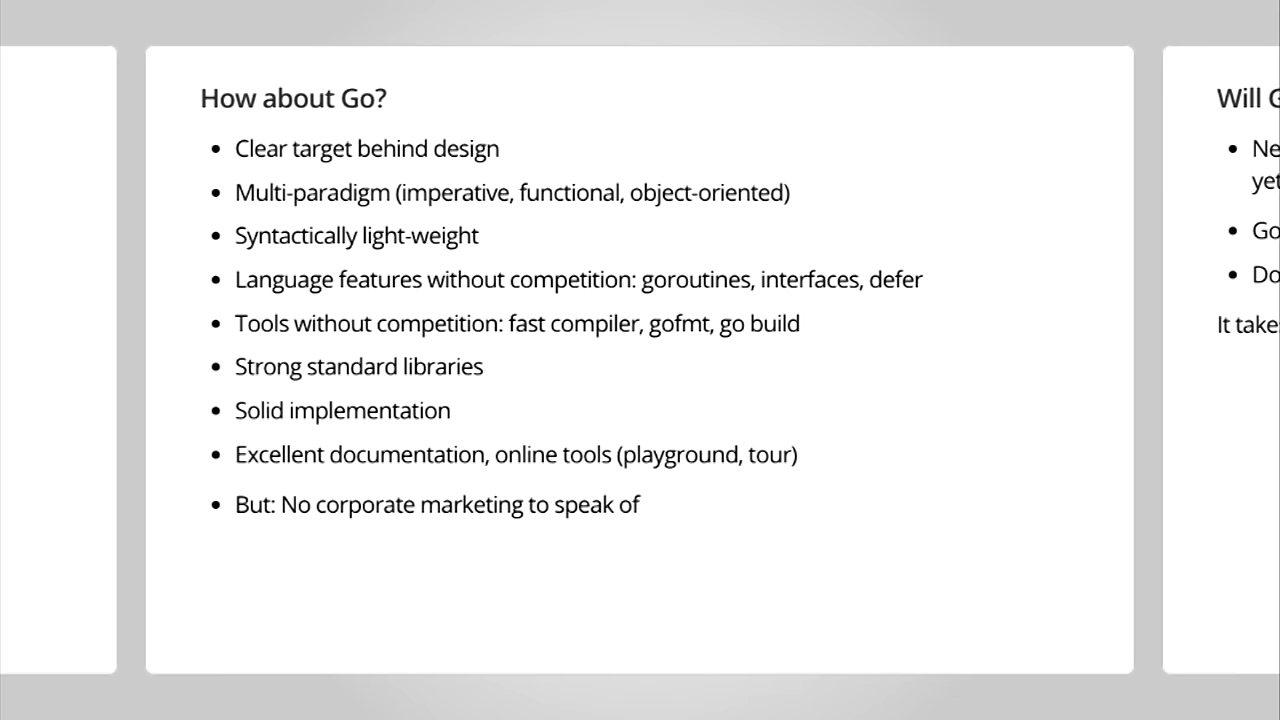 How about Go?
• Clear target behind design
• Multi-paradigm (imperative, functional, object-oriented)
• Syntactically light-weight
• Language features without competition: goroutines, interfaces, defer
• Tools without competition: fast compiler, gofmt, go build
• Strong standard libraries
• Solid implementation
• Excellent documentation, online tools (playground, tour)
• But: No corporate marketing to speak of
Will
It